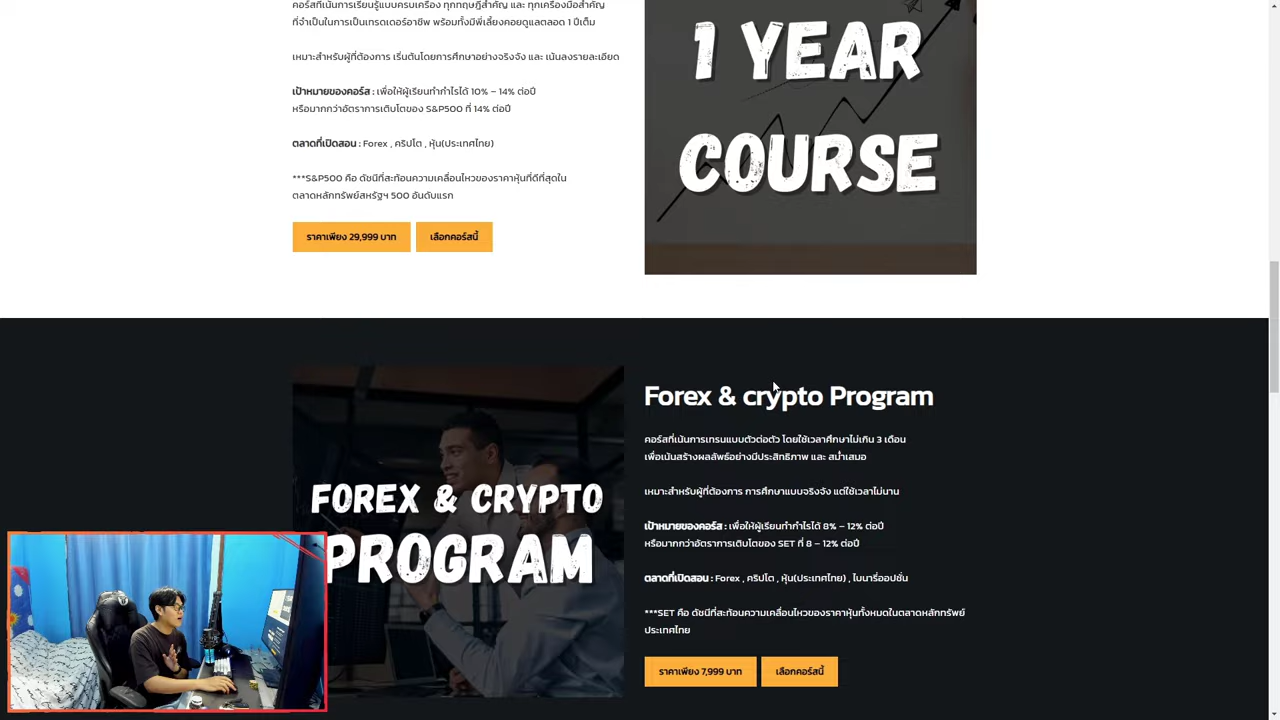 คอร์สที่เน้นการเรียนรู้แบบครบเครื่อง ทุกทฤษฎีสำคัญ และ ทุกเครื่องมือสำคัญ
ที่จำเป็นในการเป็นเทรดเดอร์อาชีพ พร้อมทั้งมีพี่เลี้ยงคอยดูแลตลอด 1 ปีเต็ม
เหมาะสำหรับผู้ที่ต้องการ เริ่มต้นโดยการศึกษาอย่างจริงจัง และ เน้นลงรายละเอียด
เป้าหมายของคอร์ส : เพื่อให้ผู้เรียนทำกำไรได้ 10% – 14% ต่อปี
หรือมากกว่าอัตราการเติบโตของ S&P500 ที่ 14% ต่อปี
ตลาดที่เปิดสอน : Forex , คริปโต , หุ้น(ประเทศไทย)
***S&P500 คือ ดัชนีที่สะท้อนความเคลื่อนไหวของราคาหุ้นที่ดีที่สุดใน
ตลาดหลักทรัพย์สหรัฐฯ 500 อันดับแรก
ราคาเพียง 29,999 บาท
เลือกคอร์สนี้
1 YEAR
COURSE
FOREX & CRYPTO
PROGRAM
Forex & crypto Program
คอร์สที่เน้นการเทรนแบบตัวต่อตัว โดยใช้เวลาศึกษาไม่เกิน 3 เดือน
เพื่อเน้นสร้างผลลัพธ์อย่างมีประสิทธิภาพ และ สม่ำเสมอ
เหมาะสำหรับผู้ที่ต้องการ การศึกษาแบบจริงจัง แต่ใช้เวลาไม่นาน
เป้าหมายของคอร์ส : เพื่อให้ผู้เรียนทำกำไรได้ 8% – 12% ต่อปี
หรือมากกว่าอัตราการเติบโตของ SET ที่ 8 – 12% ต่อปี
ตลาดที่เปิดสอน : Forex , คริปโต , หุ้น(ประเทศไทย) , ไบนารี่ออปชั่น
***SET คือ ดัชนีที่สะท้อนความเคลื่อนไหวของราคาหุ้นทั้งหมดในตลาดหลักทรัพย์
ประเทศไทย
ราคาเพียง 7,999 บาท
เลือกคอร์สนี้